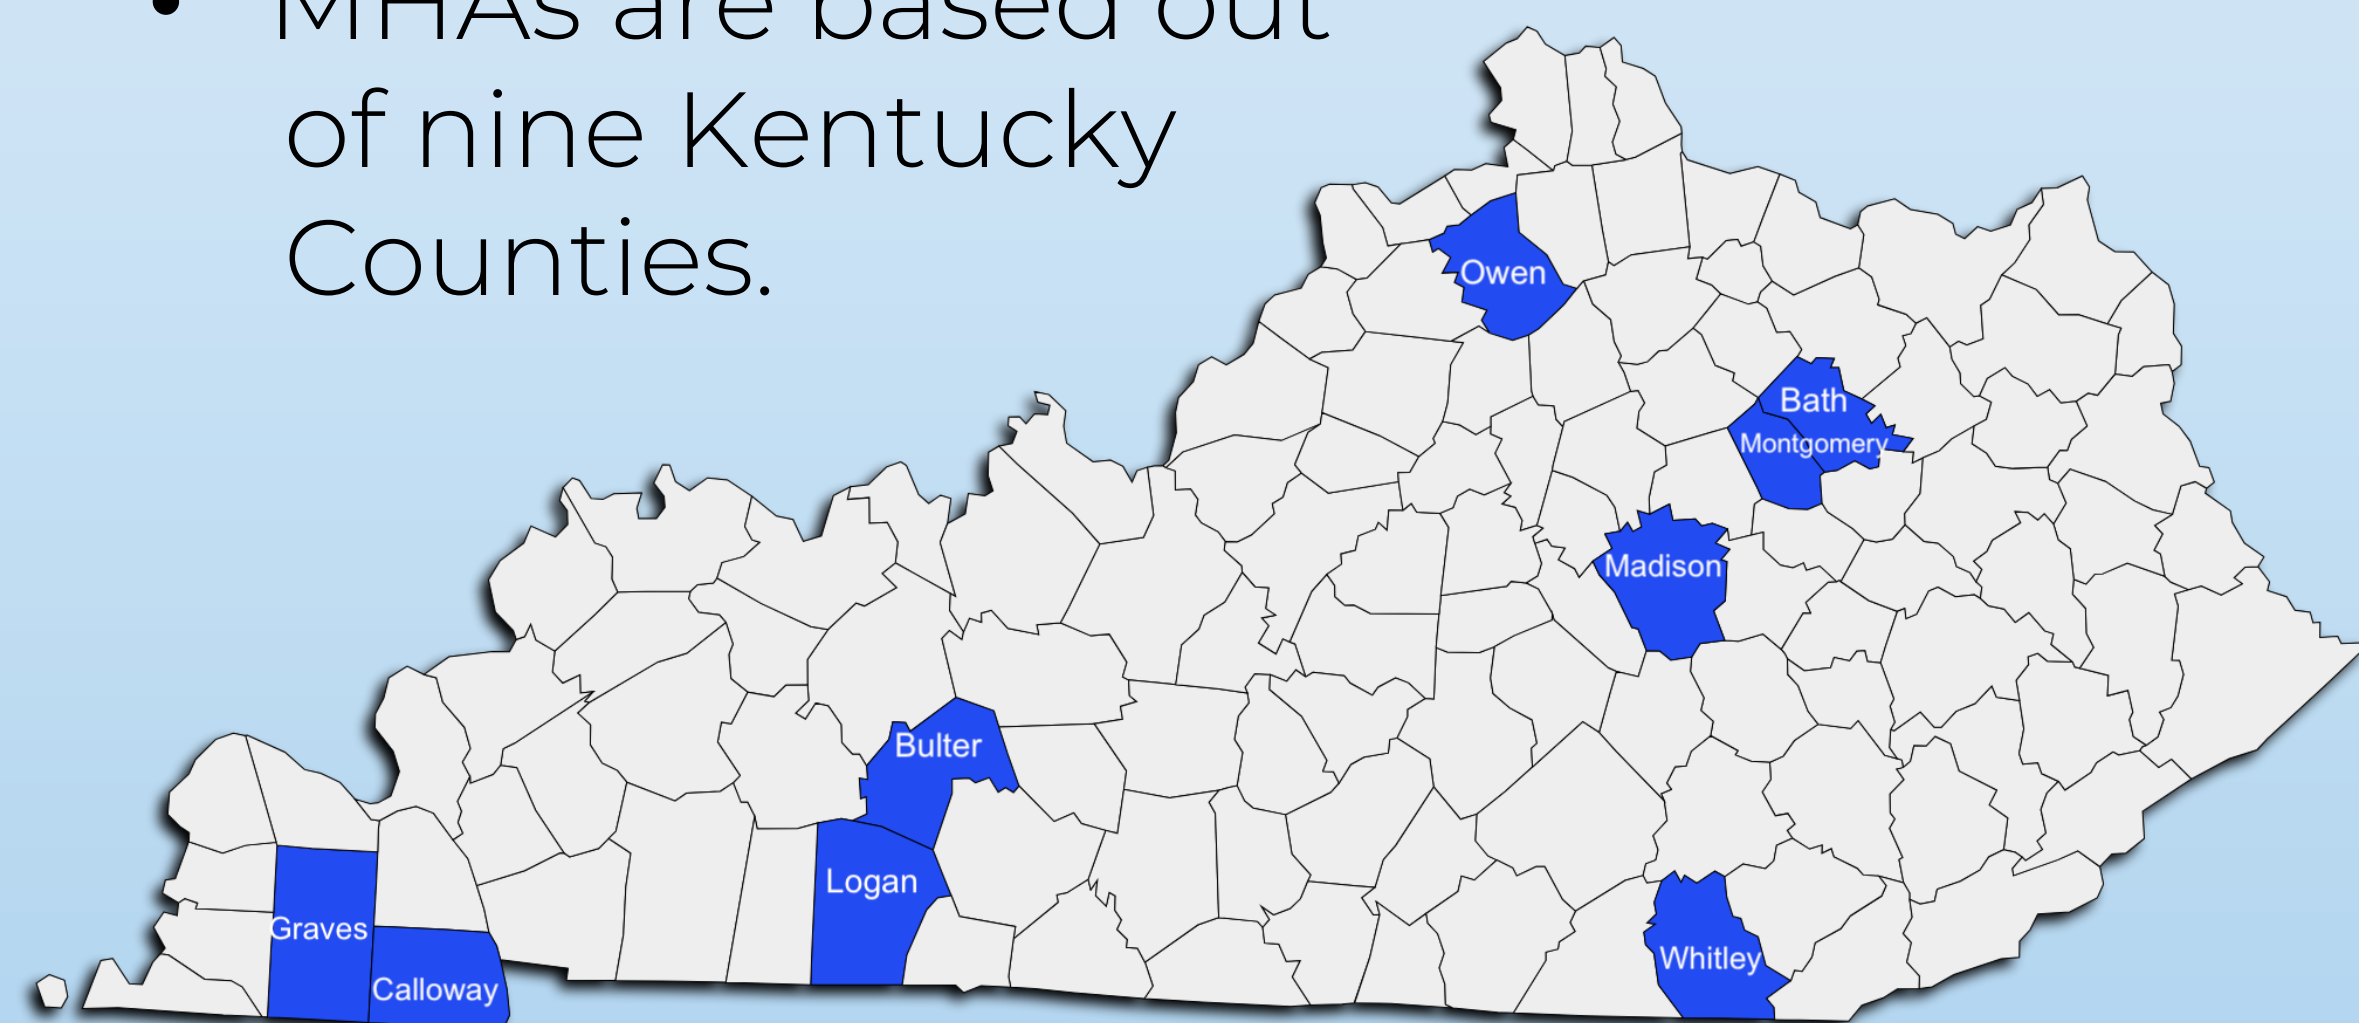 • MHAs are based out
of nine Kentucky
Counties.
Owen
Bath
Montgomery
Madison
Bulter
Logan
Graves
Whitley
Calloway